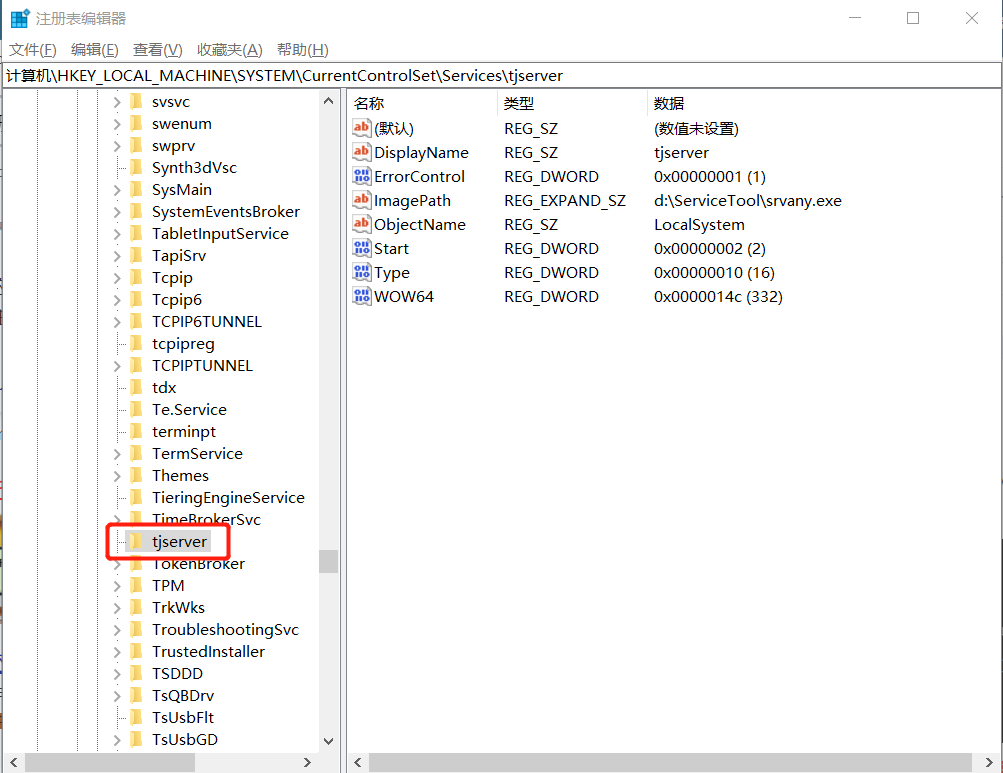 注册表编辑器
文件(F) 编辑(E) 查看(V) 收藏夹(A) 帮助(H)
计算机\HKEY_LOCAL_MACHINE\SYSTEM\CurrentControlSet\Services\tjserver
svsvc
swenum
swprv
Synth3dVsc
SysMain
SystemEventsBroker
TabletInputService
TapiSrv
Tcpip
Tcpip6
TCPIP6TUNNEL
tcpipreg
TCPIPTUNNEL
tdx
Te.Service
terminpt
TermService
Themes
TieringEngineService
TimeBrokerSvc
tjserver
TokenBroker
TPM
TrkWks
TroubleshootingSvc
TrustedInstaller
TSDDD
TsQBDrv
TsUsbFlt
TsUsbGD
名称 类型 数据
(默认) REG_SZ (数值未设置)
DisplayName REG_SZ tjserver
ErrorControl REG_DWORD 0x00000001 (1)
ImagePath REG_EXPAND_SZ d:\ServiceTool\srvany.exe
ObjectName REG_SZ LocalSystem
Start REG_DWORD 0x00000002 (2)
Type REG_DWORD 0x00000010 (16)
WOW64 REG_DWORD 0x0000014c (332)